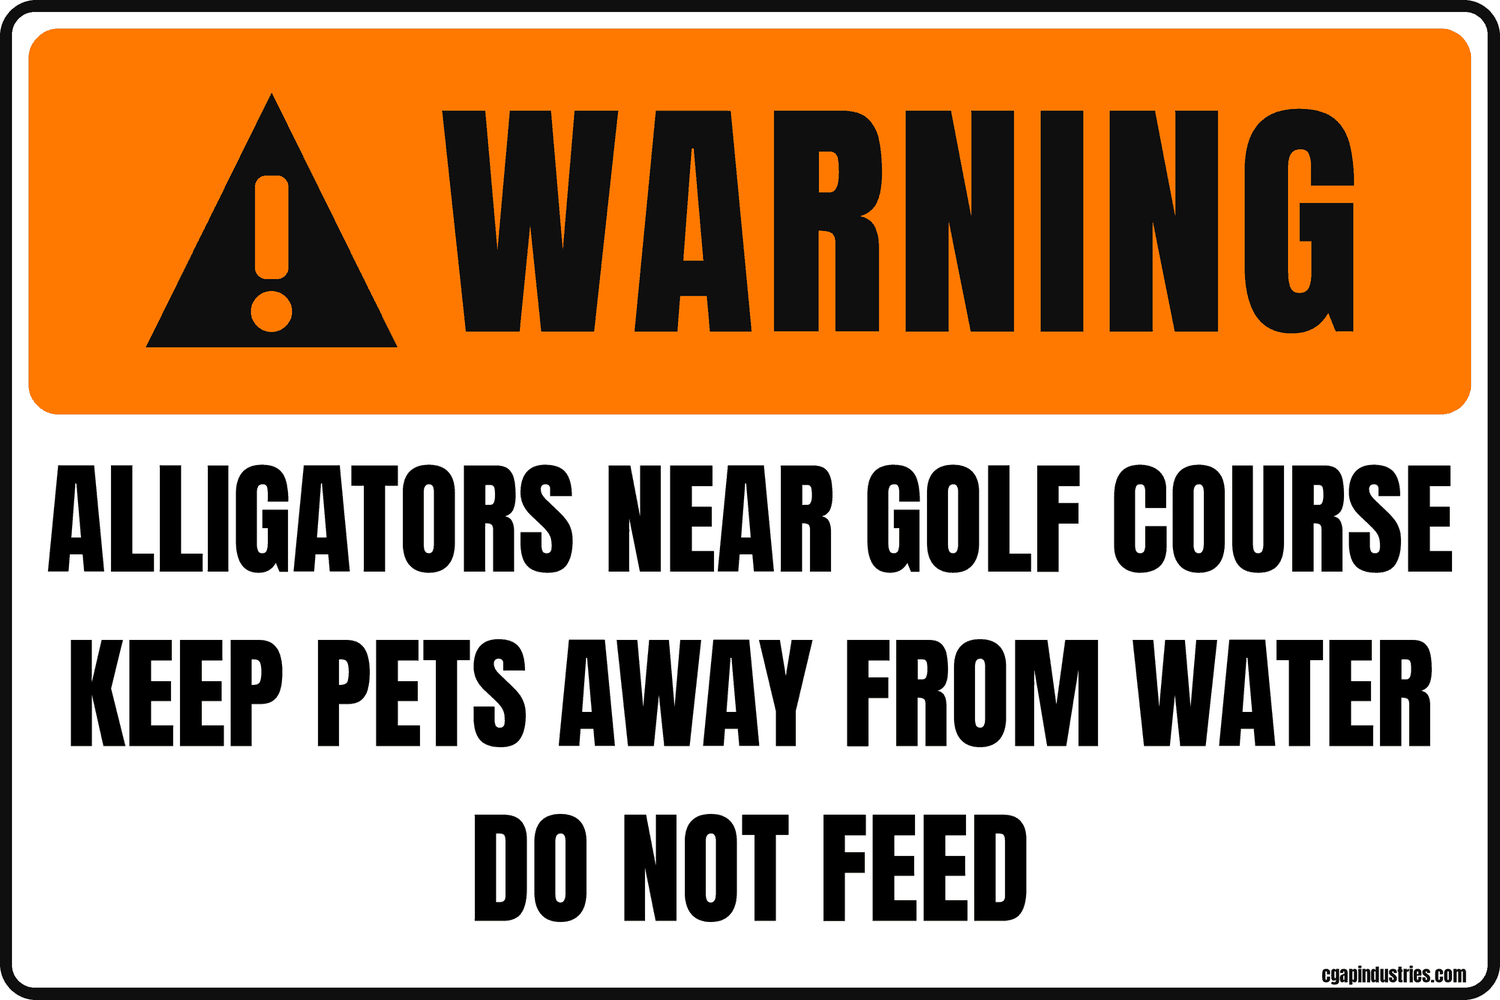 WARNING
ALLIGATORS NEAR GOLF COURSE
KEEP PETS AWAY FROM WATER
DO NOT FEED
cgapindustries.com